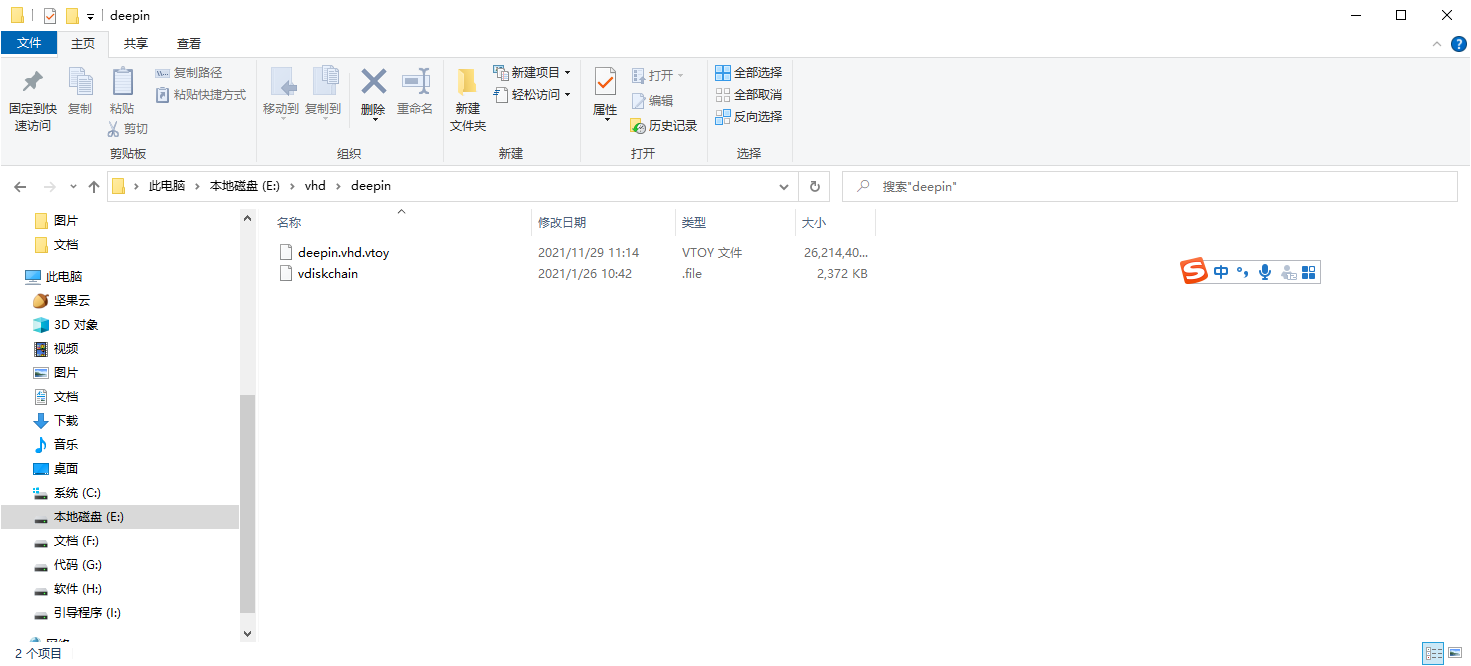 deepin
文件 主页 共享 查看
固定到快速访问
复制
粘贴
复制路径
粘贴快捷方式
剪切
剪贴板
移动到
复制到
删除
重命名
组织
新建
文件夹
新建项目
轻松访问
新建
属性
打开
编辑
历史记录
打开
全部选择
全部取消
反向选择
选择
此电脑 本地磁盘 (E:) vhd deepin
搜索"deepin"
图片
文档
此电脑
坚果云
3D 对象
视频
图片
文档
下载
音乐
桌面
系统 (C:)
本地磁盘 (E:)
文档 (F:)
代码 (G:)
软件 (H:)
引导程序 (I:)
网络
名称 修改日期 类型 大小
deepin.vhd.vtoy 2021/11/29 11:14 VTOY 文件 26,214,40...
vdiskchain 2021/1/26 10:42 .file 2,372 KB
中
2 个项目